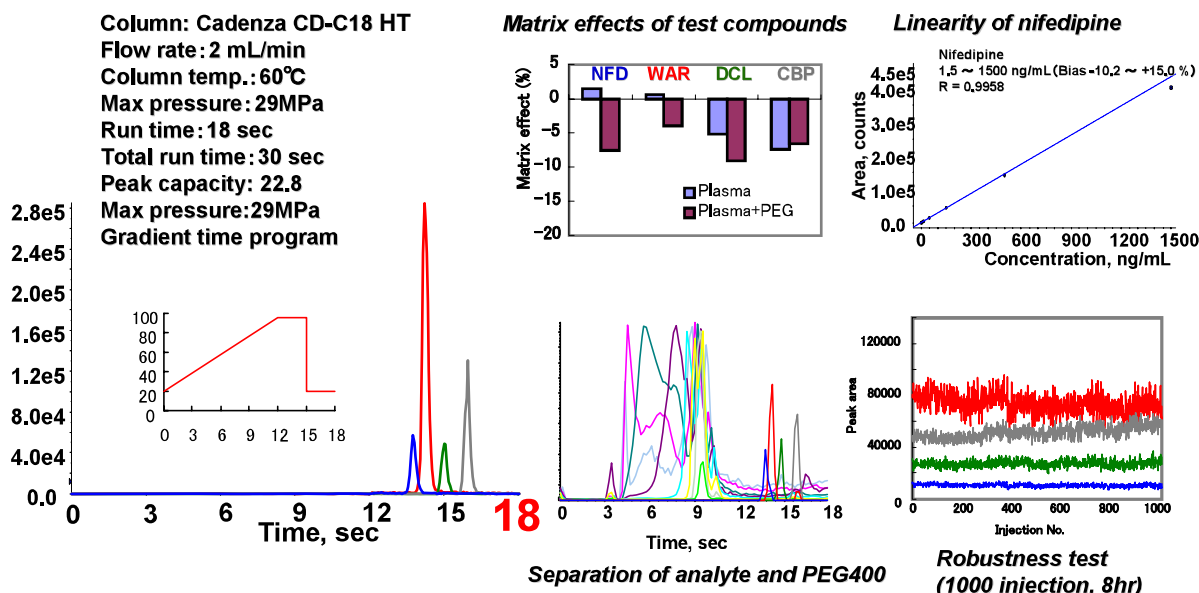 Column: Cadenza CD-C18 HT
Flow rate:2 mL/min
Column temp.:60°C
Max pressure:29MPa
Run time:18 sec
Total run time:30 sec
Peak capacity: 22.8
Max pressure:29MPa
Gradient time program
2.8e5
2.4e5
2.0e5
1.6e5
1.2e5
8.0e4
4.0e4
0.0
0 3 6 9 12 15 18
Time, sec
100
80
60
40
20
0
0 3 6 9 12 15 18
Matrix effects of test compounds
NFD WAR DCL CBP
Matrix effect (%)
5
0
-5
-10
-15
-20
Plasma
Plasma+PEG
Linearity of nifedipine
Nifedipine
1.5 ~ 1500 ng/mL (Bias -10.2 ~ +15.0 %)
R = 0.9958
Area, counts
4.5e5
4.0e5
3.0e5
2.0e5
1.0e5
0.0
0 300 600 900 1200 1500
Concentration, ng/mL
0 3 6 9 12 15 18
Time, sec
Separation of analyte and PEG400
Peak area
120000
80000
40000
0
0 200 400 600 800 1000
Injection No.
Robustness test
(1000 injection, 8hr)